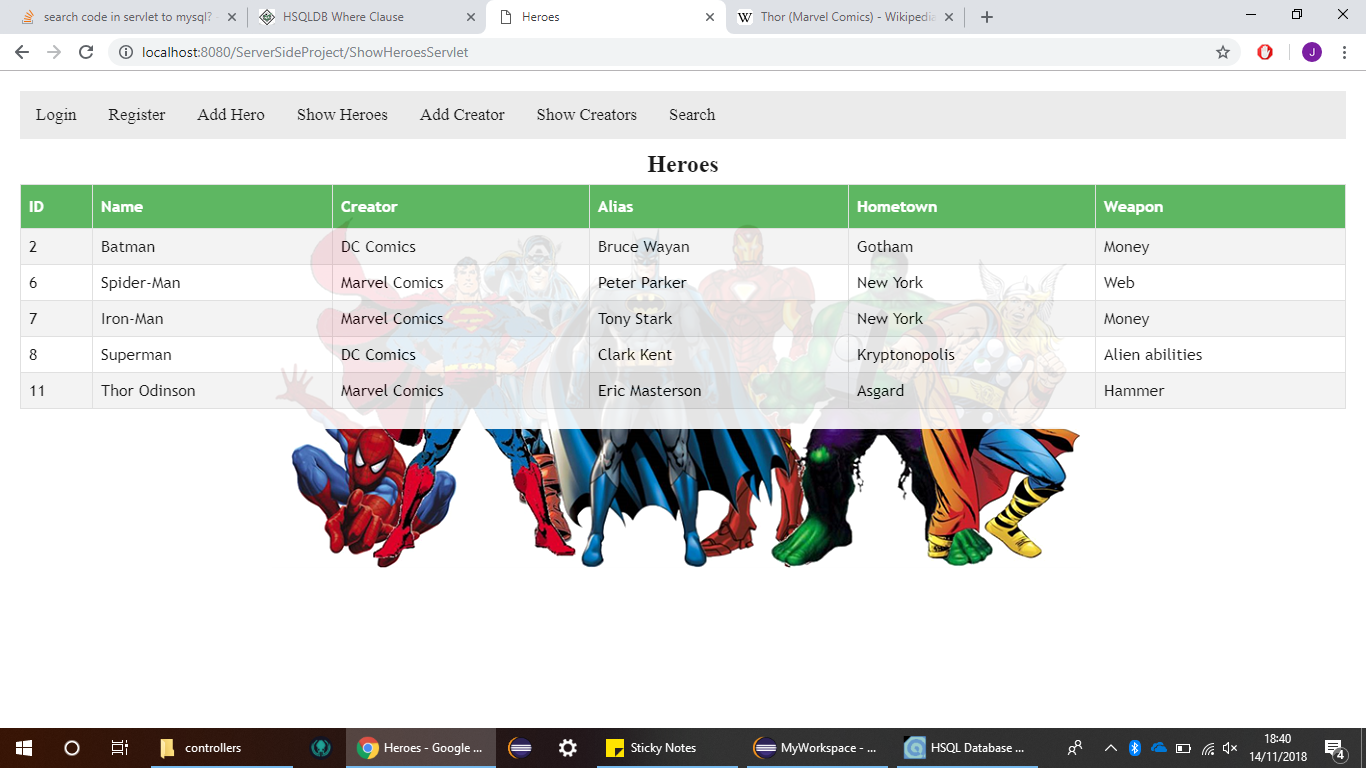 search code in servlet to mysql? -
HSQLDB Where Clause
Heroes
Thor (Marvel Comics) - Wikipedia
localhost:8080/ServerSideProject/ShowHeroesServlet
J
Login Register Add Hero Show Heroes Add Creator Show Creators Search
Heroes
ID Name Creator Alias Hometown Weapon
2 Batman DC Comics Bruce Wayan Gotham Money
6 Spider-Man Marvel Comics Peter Parker New York Web
7 Iron-Man Marvel Comics Tony Stark New York Money
8 Superman DC Comics Clark Kent Kryptonopolis Alien abilities
11 Thor Odinson Marvel Comics Eric Masterson Asgard Hammer
controllers
Heroes - Google ...
Sticky Notes
MyWorkspace - ...
HSQL Database ...
18:40
14/11/2018
4